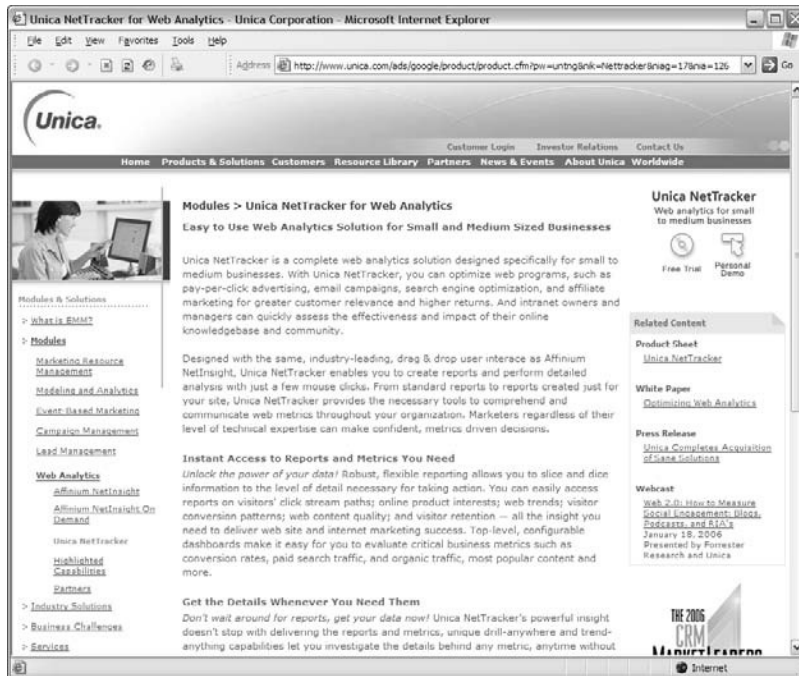 Unica NetTracker for Web Analytics - Unica Corporation - Microsoft Internet Explorer
File Edit View Favorites Tools Help
Address http://www.unica.com/ads/google/product/product.cfm?pw=untng&nk=Nettracker&niag=17&nia=126 Go
Unica.
Customer Login Investor Relations Contact Us
Home Products & Solutions Customers Resource Library Partners News & Events About Unica Worldwide
Modules & Solutions
> What is EMM?
> Modules
Marketing Resource
Management
Modeling and Analytics
Event-Based Marketing
Campaign Management
Lead Management
Web Analytics
Affinium NetInsight
Affinium NetInsight On
Demand
Unica NetTracker
Highlighted
Capabilities
Partners
> Industry Solutions
> Business Challenges
> Services
Modules > Unica NetTracker for Web Analytics
Easy to Use Web Analytics Solution for Small and Medium Sized Businesses
Unica NetTracker is a complete web analytics solution designed specifically for small to
medium businesses. With Unica NetTracker, you can optimize web programs, such as
pay-per-click advertising, email campaigns, search engine optimization, and affiliate
marketing for greater customer relevance and higher returns. And intranet owners and
managers can quickly assess the effectiveness and impact of their online
knowledgebase and community.
Designed with the same, industry-leading, drag & drop user interace as Affinium
NetInsight, Unica NetTracker enables you to create reports and perform detailed
analysis with just a few mouse clicks. From standard reports to reports created just for
your site, Unica NetTracker provides the necessary tools to comprehend and
communicate web metrics throughout your organization. Marketers regardless of their
level of technical expertise can make confident, metrics driven decisions.
Instant Access to Reports and Metrics You Need
Unlock the power of your data! Robust, flexible reporting allows you to slice and dice
information to the level of detail necessary for taking action. You can easily access
reports on visitors' click stream paths; online product interests; web trends; visitor
conversion patterns; web content quality; and visitor retention — all the insight you
need to deliver web site and internet marketing success. Top-level, configurable
dashboards make it easy for you to evaluate critical business metrics such as
conversion rates, paid search traffic, and organic traffic, most popular content and
more.
Get the Details Whenever You Need Them
Don't wait around for reports, get your data now! Unica NetTracker's powerful insight
doesn't stop with delivering the reports and metrics, unique drill-anywhere and trend-
anything capabilities let you investigate the details behind any metric, anytime without
Unica NetTracker
Web analytics for small
to medium businesses
Free Trial
Personal
Demo
Related Content
Product Sheet
Unica NetTracker
White Paper
Optimizing Web Analytics
Press Release
Unica Completes Acquisition
of Sane Solutions
Webcast
Web 2.0: How to Measure
Social Engagement: Blogs,
Podcasts, and RIA's
January 18, 2006
Presented by Forrester
Research and Unica
THE 2006
CRM
MARKET LEADERS
Internet